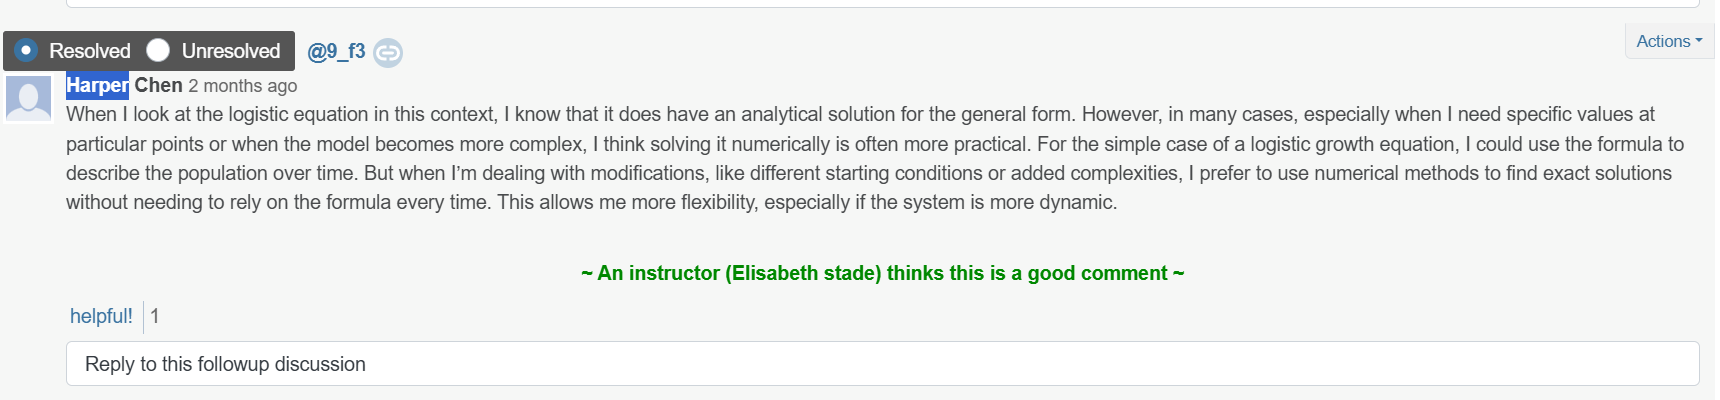 Resolved Unresolved @9_f3
Actions
Harper Chen 2 months ago
When I look at the logistic equation in this context, I know that it does have an analytical solution for the general form. However, in many cases, especially when I need specific values at
particular points or when the model becomes more complex, I think solving it numerically is often more practical. For the simple case of a logistic growth equation, I could use the formula to
describe the population over time. But when I’m dealing with modifications, like different starting conditions or added complexities, I prefer to use numerical methods to find exact solutions
without needing to rely on the formula every time. This allows me more flexibility, especially if the system is more dynamic.
~ An instructor (Elisabeth stade) thinks this is a good comment ~
helpful! 1
Reply to this followup discussion